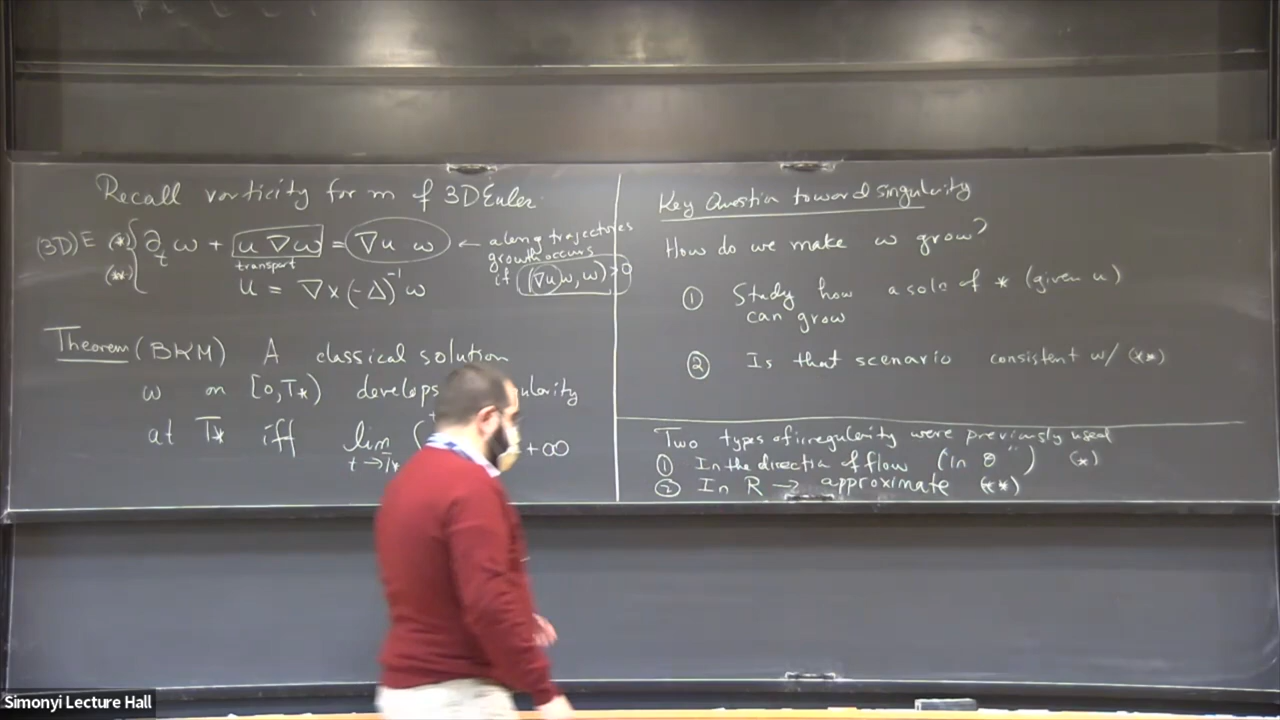 Recall vorticity form of 3D Euler.
(3D) E (*) ∂_t ω + u ∇ω = ∇u ω ← along trajectories
transport
growth occurs
if (∇u)ω, ω) > 0
(**) u = ∇ × (-Δ)^{-1} ω
Theorem (BKM) A classical solution
ω on [0, T*) develops
at T* iff lim t→T* +∞
Key Question toward singularity
How do we make ω grow?
① Study how a soln of * (given u)
can grow
② Is that scenario consistent w/ (**)
Two types of irregularity were previously used
① In the direction of flow (in θ") (*)
② In R → approximate (**)
Simonyi Lecture Hall